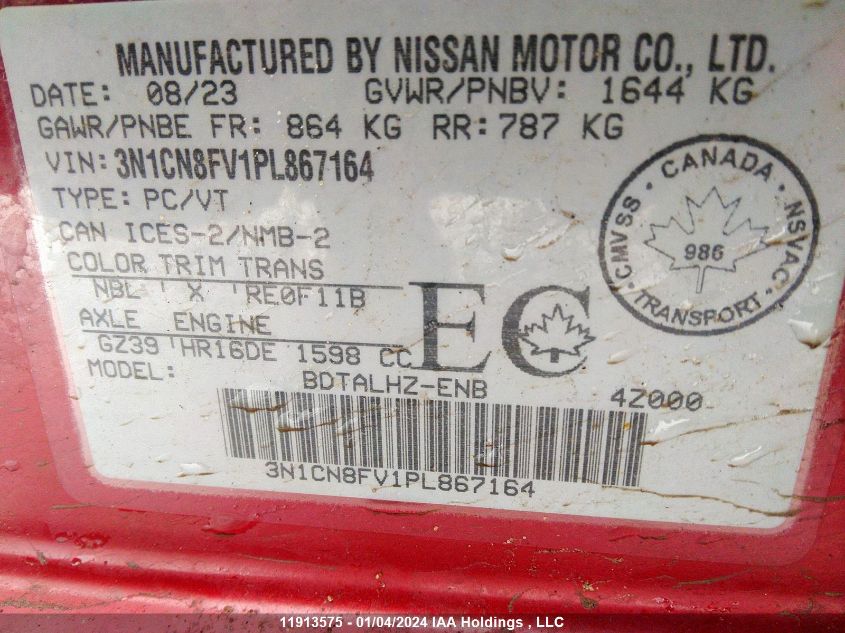 MANUFACTURED BY NISSAN MOTOR CO., LTD.
DATE: 08/23 GVWR/PNBV: 1644 KG
GAWR/PNBE FR: 864 KG RR: 787 KG
VIN: 3N1CN8FV1PL867164
TYPE: PC/VT
CAN ICES-2/NMB-2
COLOR TRIM TRANS
NBL X RE0F11B
AXLE ENGINE
GZ39 HR16DE 1598 CC
MODEL: BDTALHZ-ENB
4Z000
EC
CANADA
CMVSS
NSVAC
986
TRANSPORT
3N1CN8FV1PL867164
11913575 - 01/04/2024 IAA Holdings , LLC